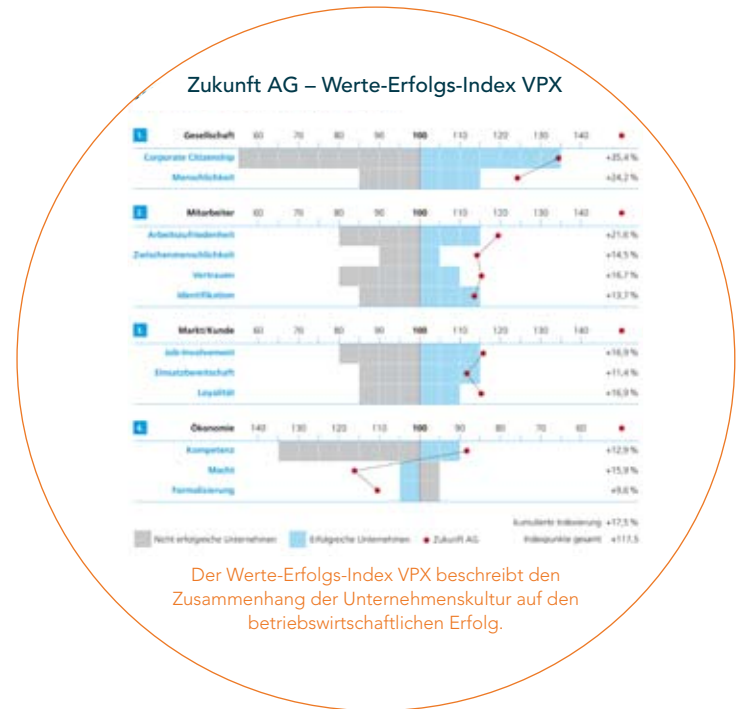 Zukunft AG – Werte-Erfolgs-Index VPX
1. Gesellschaft 60 70 80 90 100 110 120 130 140
Corporate Citizenship +35,4 %
Menschlichkeit +24,2 %
2. Mitarbeiter 60 70 80 90 100 110 120 130 140
Arbeitszufriedenheit +21,6 %
Zwischenmenschlichkeit +14,5 %
Vertrauen +16,7 %
Identifikation +13,7 %
3. Markt/Kunde 60 70 80 90 100 110 120 130 140
Job Involvement +16,9 %
Einsatzbereitschaft +11,4 %
Loyalität +16,9 %
4. Ökonomie 140 130 120 110 100 90 80 70 60
Kompetenz +12,9 %
Macht +15,9 %
Formalisierung +9,6 %
kumulierte Indexierung +17,5 %
Nicht erfolgreiche Unternehmen Erfolgreiche Unternehmen Zukunft AG Indexpunkte gesamt +117,5
Der Werte-Erfolgs-Index VPX beschreibt den
Zusammenhang der Unternehmenskultur auf den
betriebswirtschaftlichen Erfolg.